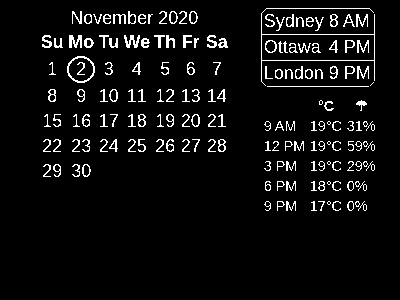 November 2020
Su Mo Tu We Th Fr Sa
1 2 3 4 5 6 7
8 9 10 11 12 13 14
15 16 17 18 19 20 21
22 23 24 25 26 27 28
29 30
Sydney 8 AM
Ottawa 4 PM
London 9 PM
°C ☂
9 AM 19°C 31%
12 PM 19°C 59%
3 PM 19°C 29%
6 PM 18°C 0%
9 PM 17°C 0%